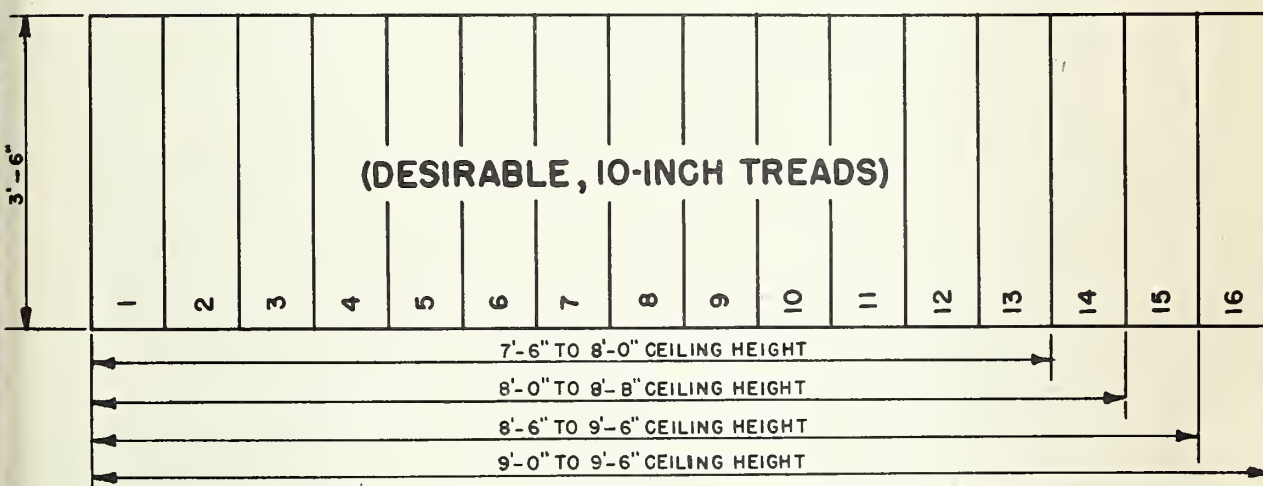 3'-6"
(DESIRABLE, 10-INCH TREADS)
1 2 3 4 5 6 7 8 9 10 11 12 13 14 15 16
7'-6" TO 8'-0" CEILING HEIGHT
8'-0" TO 8'-8" CEILING HEIGHT
8'-6" TO 9'-6" CEILING HEIGHT
9'-0" TO 9'-6" CEILING HEIGHT